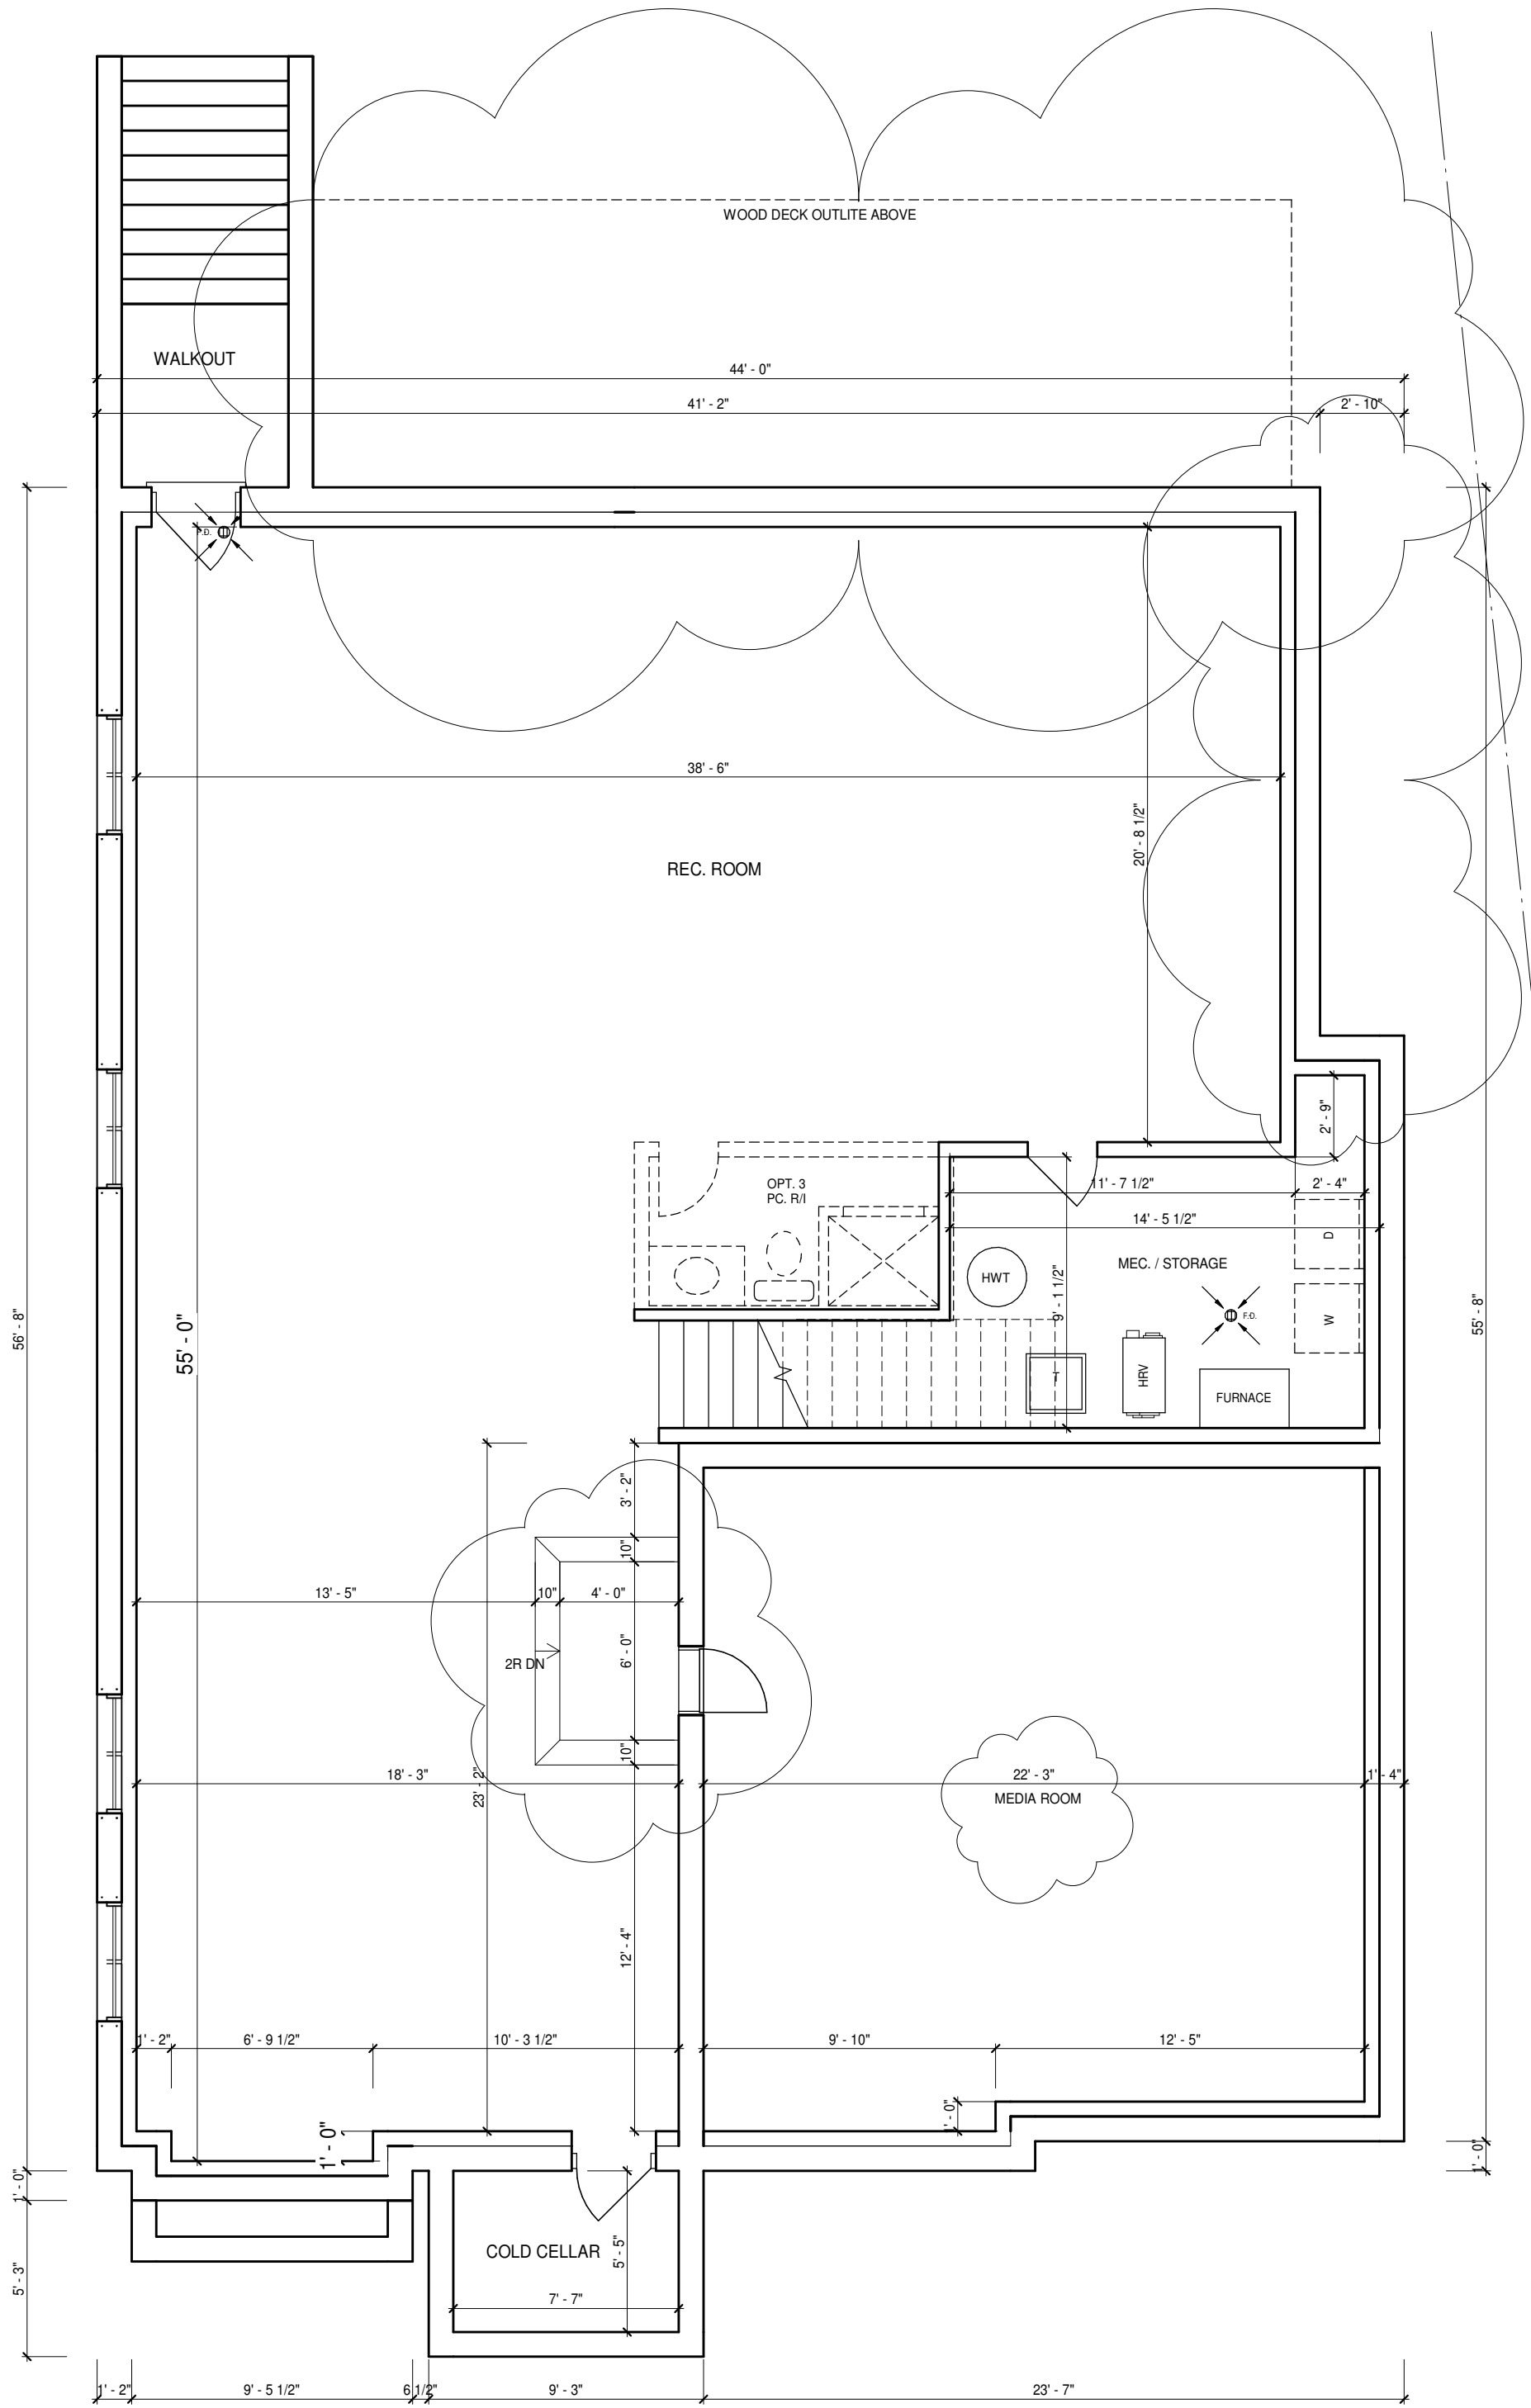 WOOD DECK OUTLITE ABOVE
WALKOUT
44' - 0"
41' - 2"
2' - 10"
F.D.
38' - 6"
20' - 8 1/2"
REC. ROOM
2' - 9"
OPT. 3
PC. R/I
11' - 7 1/2"
2' - 4"
14' - 5 1/2"
D
MEC. / STORAGE
HWT
9' - 1 1/2"
F.D.
W
56' - 8"
55' - 0"
55' - 8"
T
HRV
FURNACE
3' - 2"
10"
13' - 5"
10"
4' - 0"
6' - 0"
2R DN
10"
18' - 3"
23' - 2"
22' - 3"
1' - 4"
MEDIA ROOM
12' - 4"
1' - 2"
6' - 9 1/2"
10' - 3 1/2"
9' - 10"
12' - 5"
1' - 0"
1' - 0"
1' - 0"
1' - 0"
COLD CELLAR
5' - 5"
5' - 3"
7' - 7"
1' - 2"
9' - 5 1/2"
6 1/2"
9' - 3"
23' - 7"